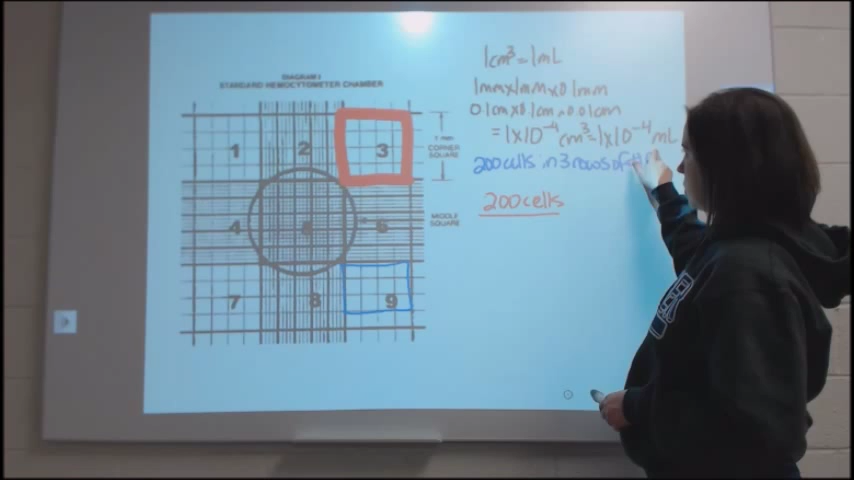 DIAGRAM I
STANDARD HEMOCYTOMETER CHAMBER
1
2
3
4
5
6
7
8
9
1 mm
CORNER
SQUARE
MIDDLE
SQUARE
1cm³ = 1mL
1mm x 1mm x 0.1mm
0.1cm x 0.1cm x 0.01cm
= 1x10⁻⁴ cm³ = 1x10⁻⁴ mL
200 cells in 3 rows of #
200 cells